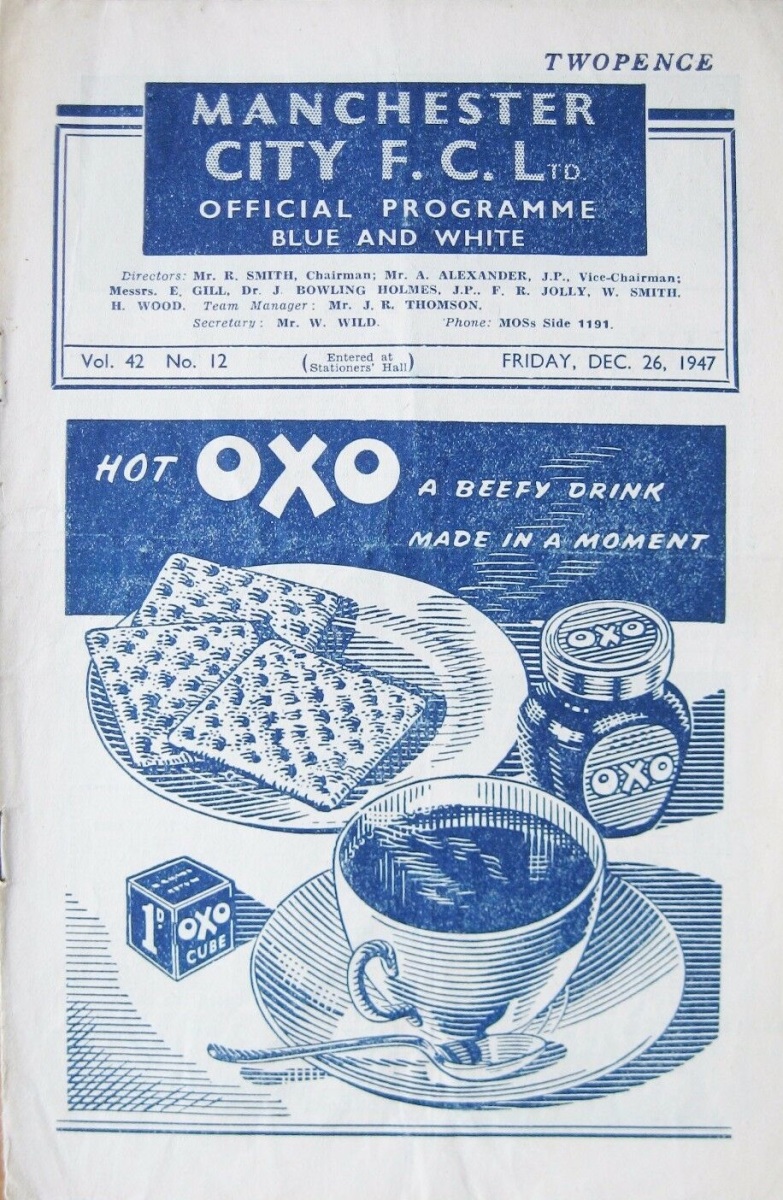 TWOPENCE
MANCHESTER
CITY F. C. LTD
OFFICIAL PROGRAMME
BLUE AND WHITE
Directors: Mr. R. SMITH, Chairman; Mr. A. ALEXANDER, J.P., Vice-Chairman;
Messrs. E. GILL, Dr. J. BOWLING HOLMES, J.P.. F. R. JOLLY, W. SMITH.
H. WOOD. Team Manager: Mr. J. R. THOMSON.
Secretary: Mr. W. WILD. Phone: MOSs Side 1191.
Vol. 42 No. 12 (Entered at Stationers' Hall) FRIDAY, DEC. 26, 1947
HOT OXO A BEEFY DRINK
MADE IN A MOMENT
OXO
OXO
1D OXO
CUBE